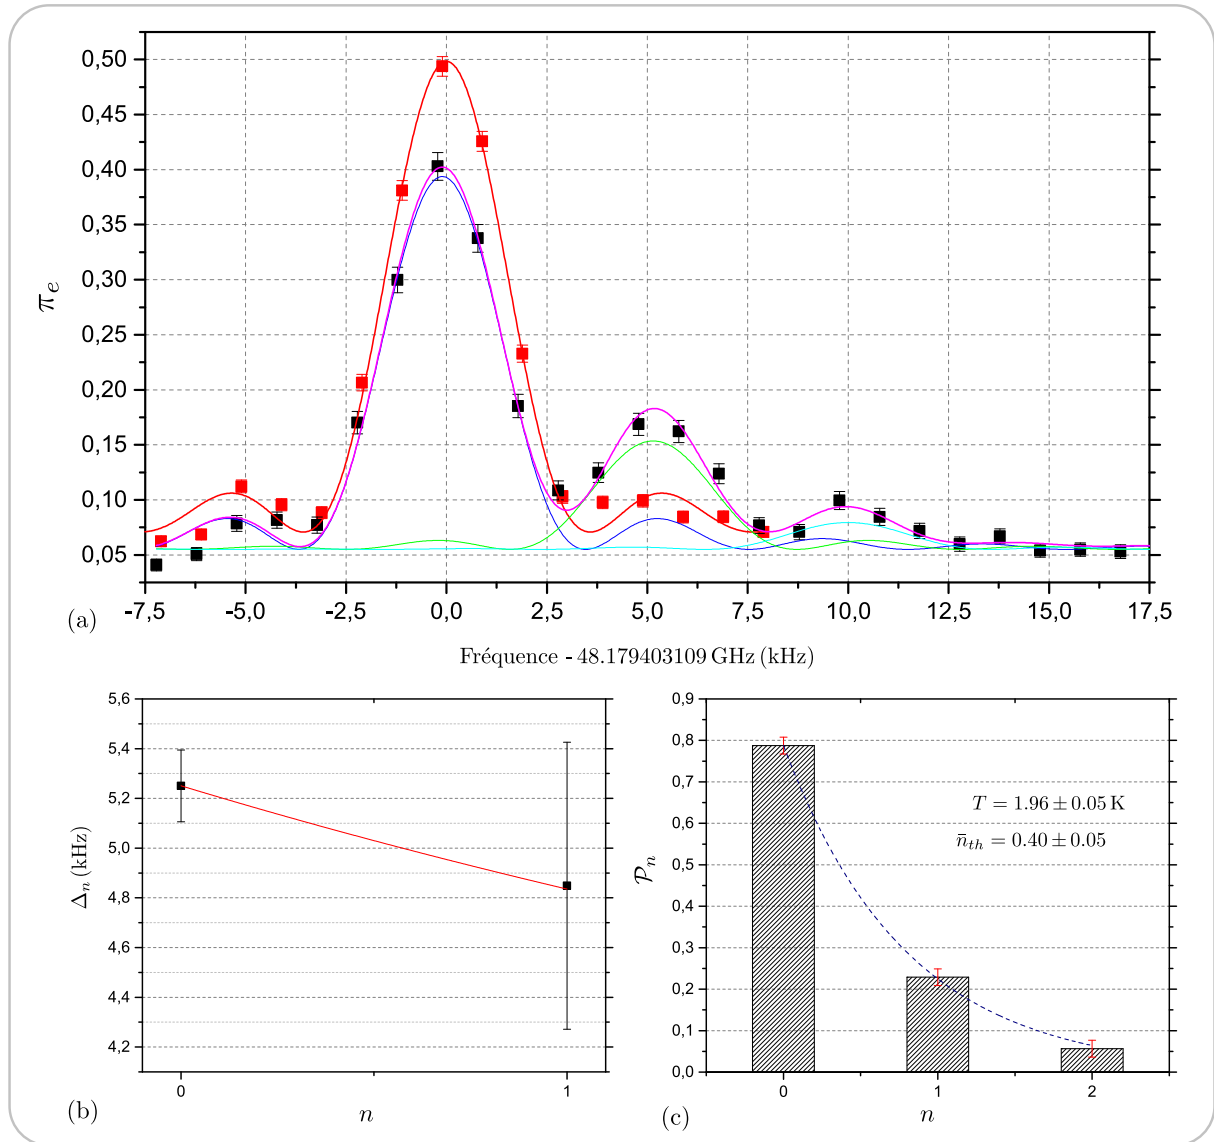 0,50
0,45
0,40
0,35
0,30
0,25
0,20
0,15
0,10
0,05
πe
-7,5 -5,0 -2,5 0,0 2,5 5,0 7,5 10,0 12,5 15,0 17,5
(a)
Fréquence - 48.179403109 GHz (kHz)
5,6
5,4
5,2
5,0
4,8
4,6
4,4
4,2
Δn (kHz)
0 1
(b)
n
0,9
0,8
0,7
0,6
0,5
0,4
0,3
0,2
0,1
0,0
Pn
T = 1.96 ± 0.05 K
n̄th = 0.40 ± 0.05
0 1 2
(c)
n